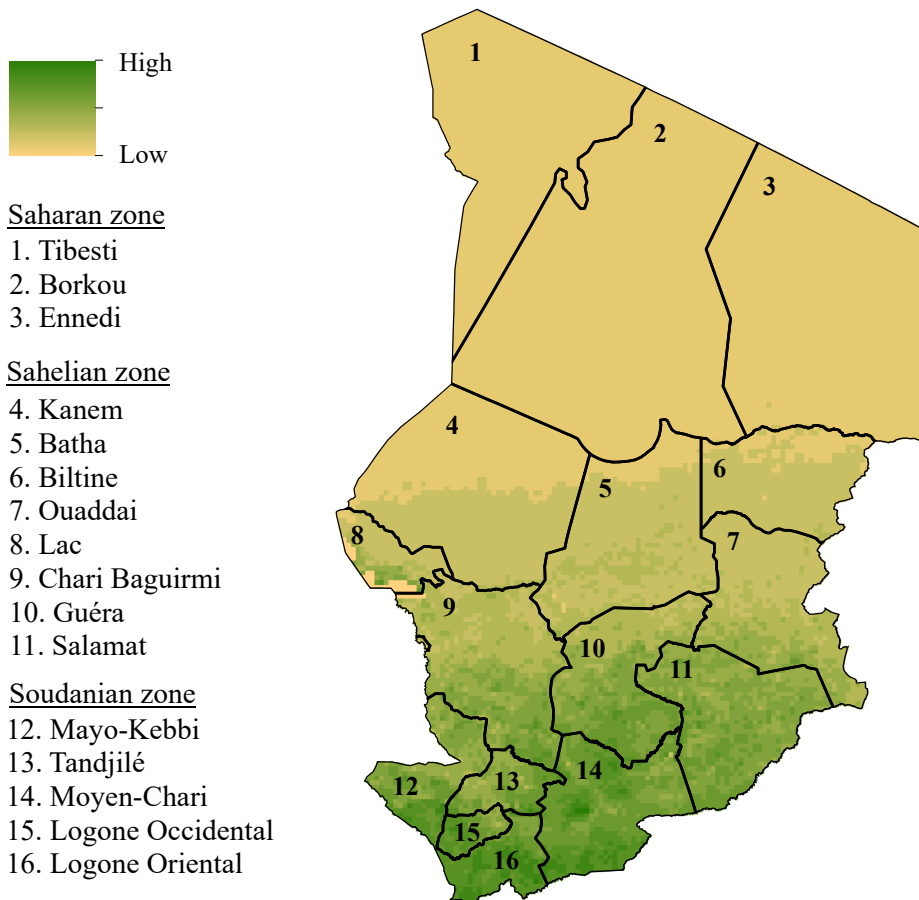 High
Low
Saharan zone
1. Tibesti
2. Borkou
3. Ennedi
Sahelian zone
4. Kanem
5. Batha
6. Biltine
7. Ouaddai
8. Lac
9. Chari Baguirmi
10. Guéra
11. Salamat
Soudanian zone
12. Mayo-Kebbi
13. Tandjilé
14. Moyen-Chari
15. Logone Occidental
16. Logone Oriental
1
2
3
4
5
6
7
8
9
10
11
12
13
14
15
16